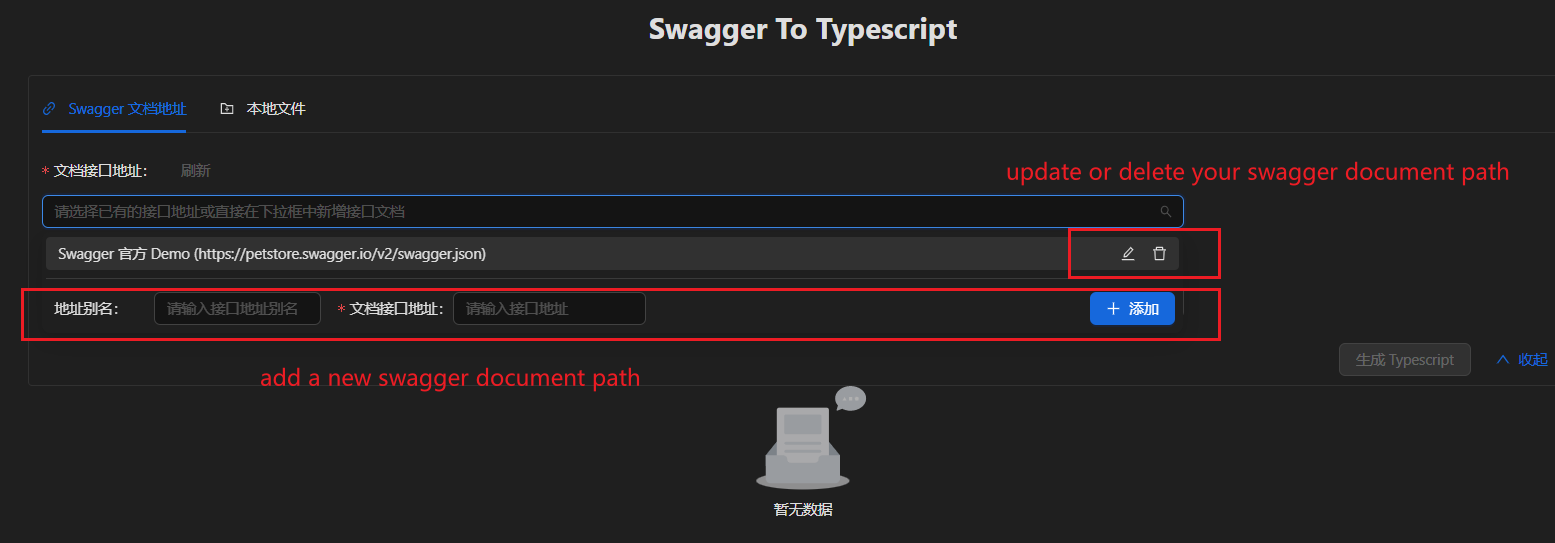 Swagger To Typescript
Swagger 文档地址 本地文件
* 文档接口地址： 刷新
update or delete your swagger document path
请选择已有的接口地址或直接在下拉框中新增接口文档
Swagger 官方 Demo (https://petstore.swagger.io/v2/swagger.json)
地址别名： 请输入接口地址别名 * 文档接口地址： 请输入接口地址 添加
生成 Typescript 收起
add a new swagger document path
暂无数据